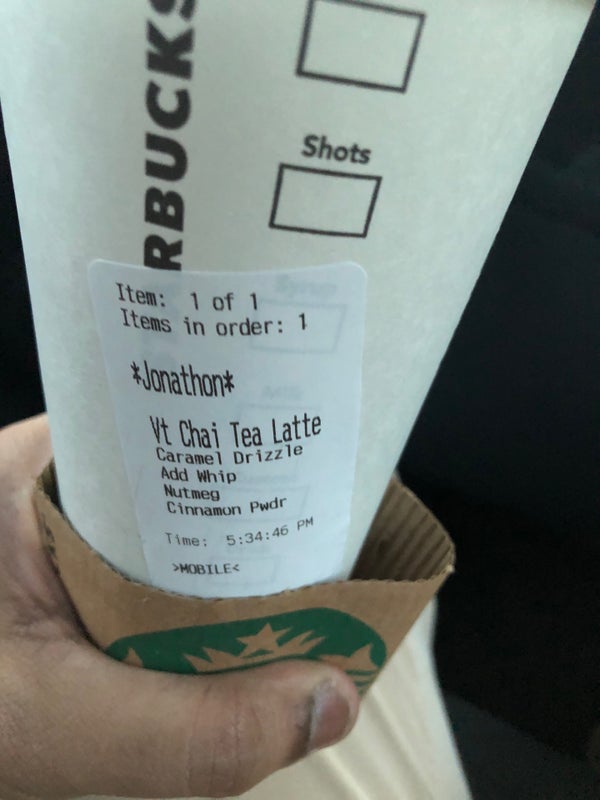 RBUCKS
Shots
Item: 1 of 1
Items in order: 1
*Jonathon*
Vt Chai Tea Latte
Caramel Drizzle
Add Whip
Nutmeg
Cinnamon Pwdr
Time: 5:34:46 PM
>MOBILE<